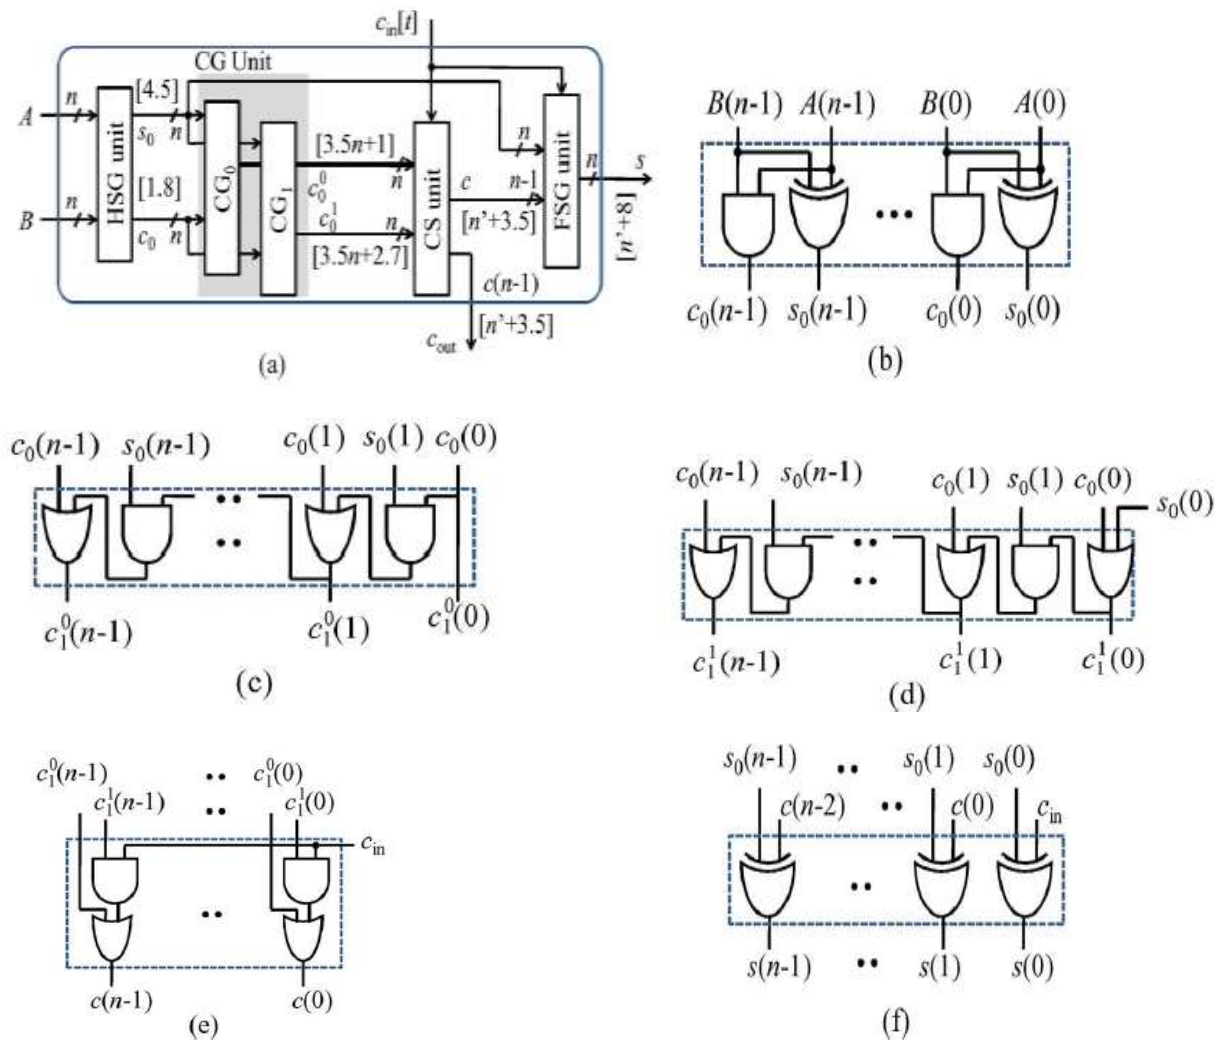 c_in[t]
CG Unit
A n HSG unit [4.5] s_0 n CG_0 CG_1 [3.5n+1] n c_0^0 CS unit n FSG unit n s
B n [1.8] c_0 n c_0^1 n [3.5n+2.7] c n-1 [n'+3.5] [n'+8]
c(n-1)
c_out [n'+3.5]
(a)
B(n-1) A(n-1) B(0) A(0)
c_0(n-1) s_0(n-1) c_0(0) s_0(0)
(b)
c_0(n-1) s_0(n-1) c_0(1) s_0(1) c_0(0)
c_1^0(n-1) c_1^0(1) c_1^0(0)
(c)
c_0(n-1) s_0(n-1) c_0(1) s_0(1) c_0(0) s_0(0)
c_1^1(n-1) c_1^1(1) c_1^1(0)
(d)
c_1^0(n-1) c_1^0(0)
c_1^1(n-1) c_1^1(0)
c_in
c(n-1) c(0)
(e)
s_0(n-1) s_0(1) s_0(0)
c(n-2) c(0) c_in
s(n-1) s(1) s(0)
(f)